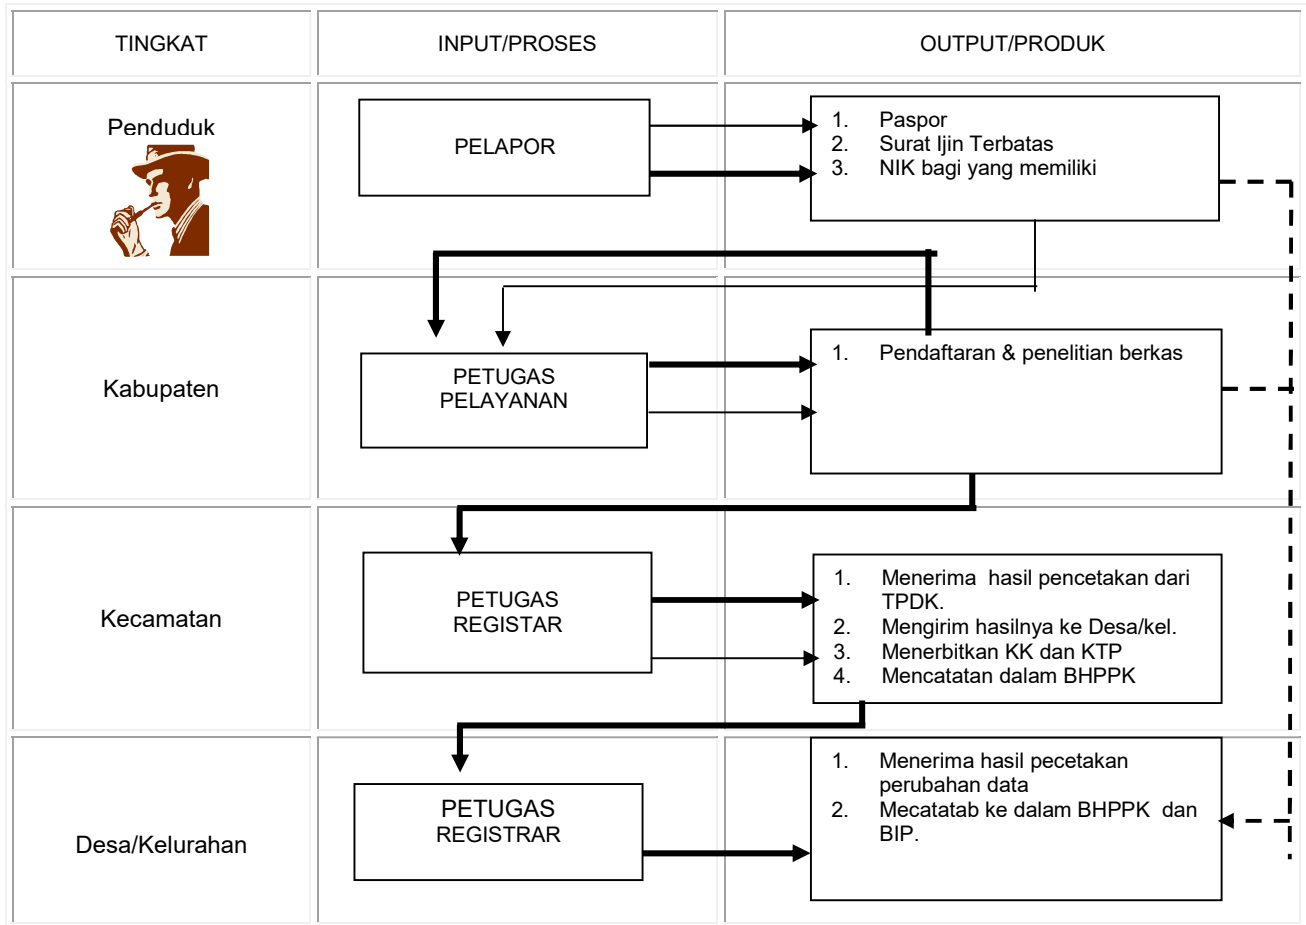 TINGKAT
INPUT/PROSES
OUTPUT/PRODUK
Penduduk
PELAPOR
1. Paspor
2. Surat Ijin Terbatas
3. NIK bagi yang memiliki
Kabupaten
PETUGAS
PELAYANAN
1. Pendaftaran & penelitian berkas
Kecamatan
PETUGAS
REGISTAR
1. Menerima hasil pencetakan dari
TPDK.
2. Mengirim hasilnya ke Desa/kel.
3. Menerbitkan KK dan KTP
4. Mencatatan dalam BHPPK
Desa/Kelurahan
PETUGAS
REGISTRAR
1. Menerima hasil pecetakan
perubahan data
2. Mecatatab ke dalam BHPPK dan
BIP.